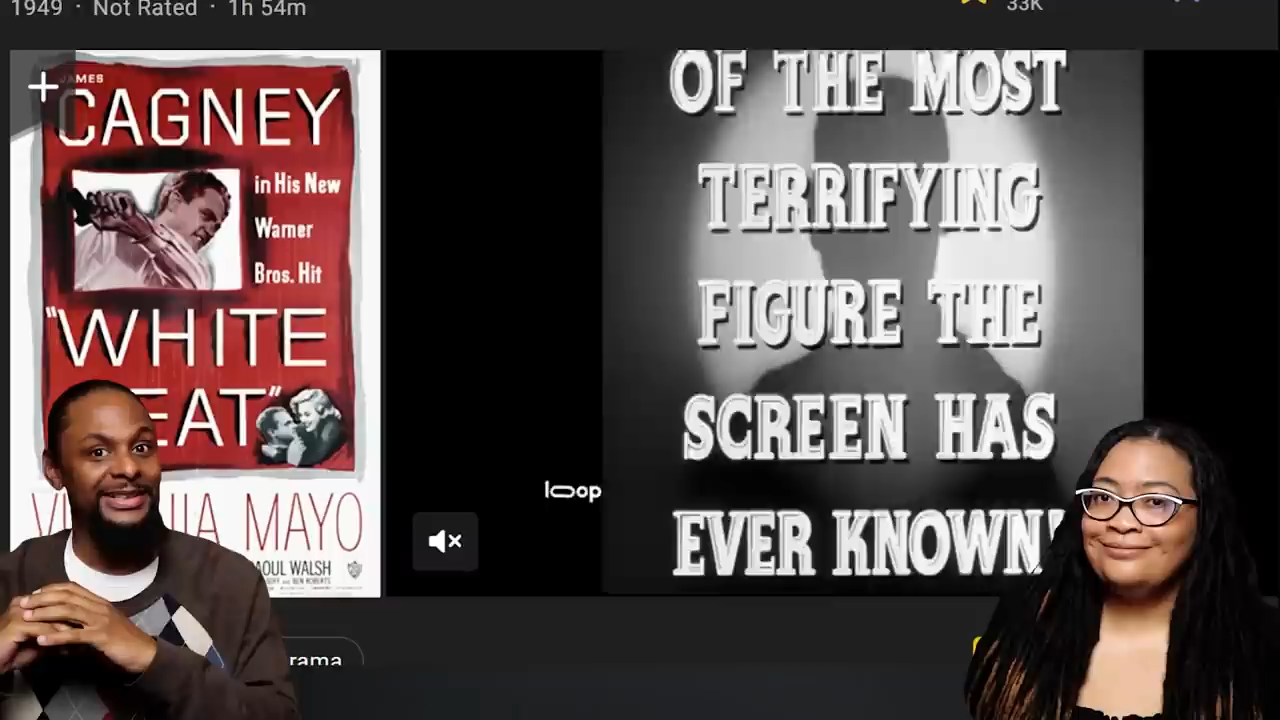 1949 · Not Rated · 1h 54m
33K
JAMES
CAGNEY
in His New
Warner
Bros. Hit
"WHITE
EAT"
MAYO
AOUL WALSH
OF THE MOST
TERRIFYING
FIGURE THE
SCREEN HAS
EVER KNOWN!
loop
rama